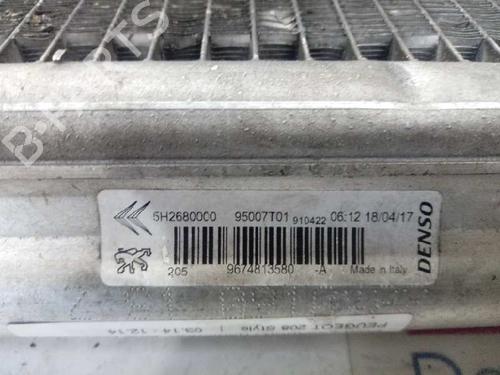 B-PARTS
5H2680000 95007T01 910422 06:12 18/04/17
205 9674813580 -A Made in Italy
DENSO
PEUGEOT 208 Style | 03.14 - 12.14